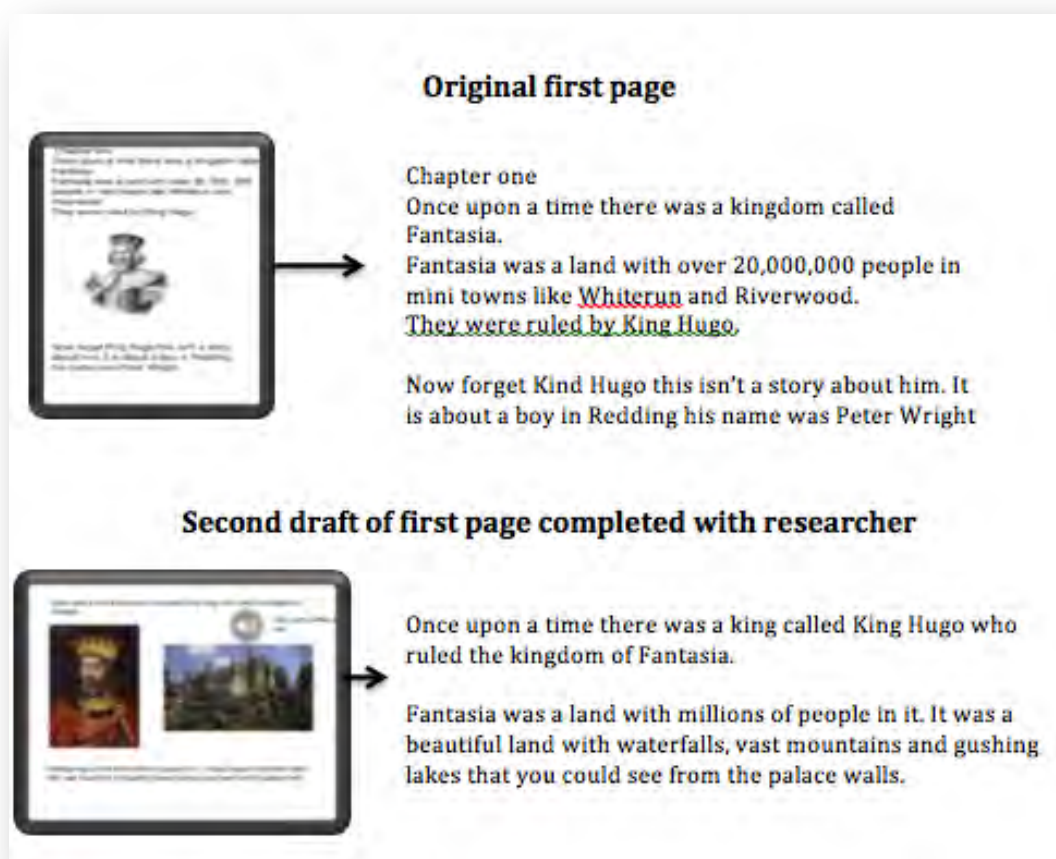 Original first page
Chapter one
Once upon a time there was a kingdom called
Fantasia.
Fantasia was a land with over 20,000,000 people in
mini towns like Whiterun and Riverwood.
They were ruled by King Hugo.
Now forget Kind Hugo this isn't a story about him. It
is about a boy in Redding his name was Peter Wright
Second draft of first page completed with researcher
Once upon a time there was a king called King Hugo who
ruled the kingdom of Fantasia.
Fantasia was a land with millions of people in it. It was a
beautiful land with waterfalls, vast mountains and gushing
lakes that you could see from the palace walls.